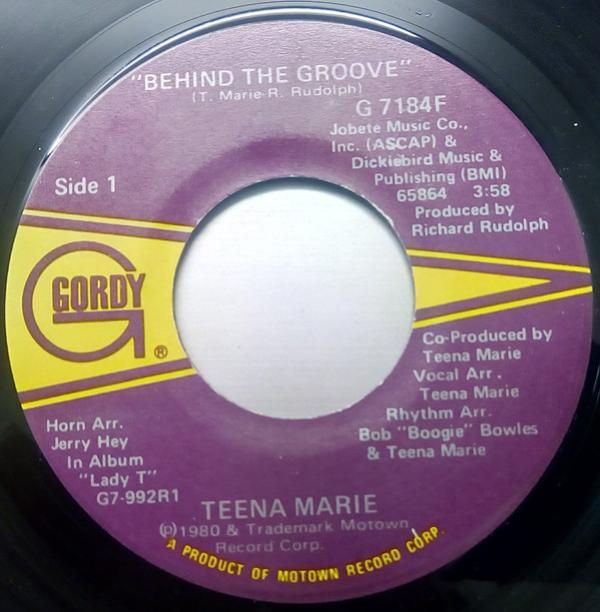 "BEHIND THE GROOVE"
(T. Marie-R. Rudolph)
G 7184F
Jobete Music Co.,
Inc. (ASCAP) &
Dickiebird Music &
Publishing (BMI)
65864 3:58
Produced by
Richard Rudolph
Side 1
GORDY
G®
Co-Produced by
Teena Marie
Vocal Arr.
Teena Marie
Rhythm Arr.
Bob "Boogie" Bowles
& Teena Marie
Horn Arr.
Jerry Hey
In Album
"Lady T"
G7-992R1
TEENA MARIE
℗1980 & Trademark Motown
Record Corp.
A PRODUCT OF MOTOWN RECORD CORP.